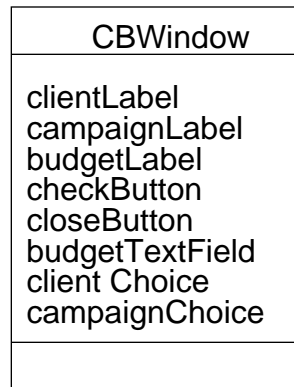 CBWindow
clientLabel
campaignLabel
budgetLabel
checkButton
closeButton
budgetTextField
client Choice
campaignChoice